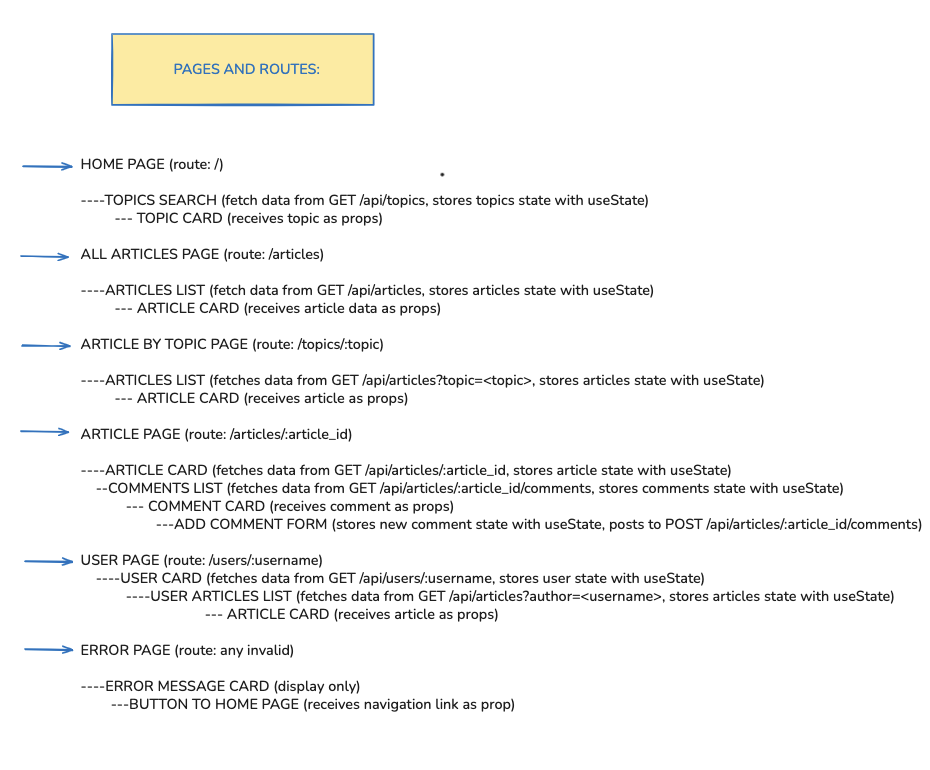 PAGES AND ROUTES:
HOME PAGE (route: /)
----TOPICS SEARCH (fetch data from GET /api/topics, stores topics state with useState)
--- TOPIC CARD (receives topic as props)
ALL ARTICLES PAGE (route: /articles)
----ARTICLES LIST (fetch data from GET /api/articles, stores articles state with useState)
--- ARTICLE CARD (receives article data as props)
ARTICLE BY TOPIC PAGE (route: /topics/:topic)
----ARTICLES LIST (fetches data from GET /api/articles?topic=<topic>, stores articles state with useState)
--- ARTICLE CARD (receives article as props)
ARTICLE PAGE (route: /articles/:article_id)
----ARTICLE CARD (fetches data from GET /api/articles/:article_id, stores article state with useState)
--COMMENTS LIST (fetches data from GET /api/articles/:article_id/comments, stores comments state with useState)
--- COMMENT CARD (receives comment as props)
---ADD COMMENT FORM (stores new comment state with useState, posts to POST /api/articles/:article_id/comments)
USER PAGE (route: /users/:username)
----USER CARD (fetches data from GET /api/users/:username, stores user state with useState)
----USER ARTICLES LIST (fetches data from GET /api/articles?author=<username>, stores articles state with useState)
--- ARTICLE CARD (receives article as props)
ERROR PAGE (route: any invalid)
----ERROR MESSAGE CARD (display only)
---BUTTON TO HOME PAGE (receives navigation link as prop)